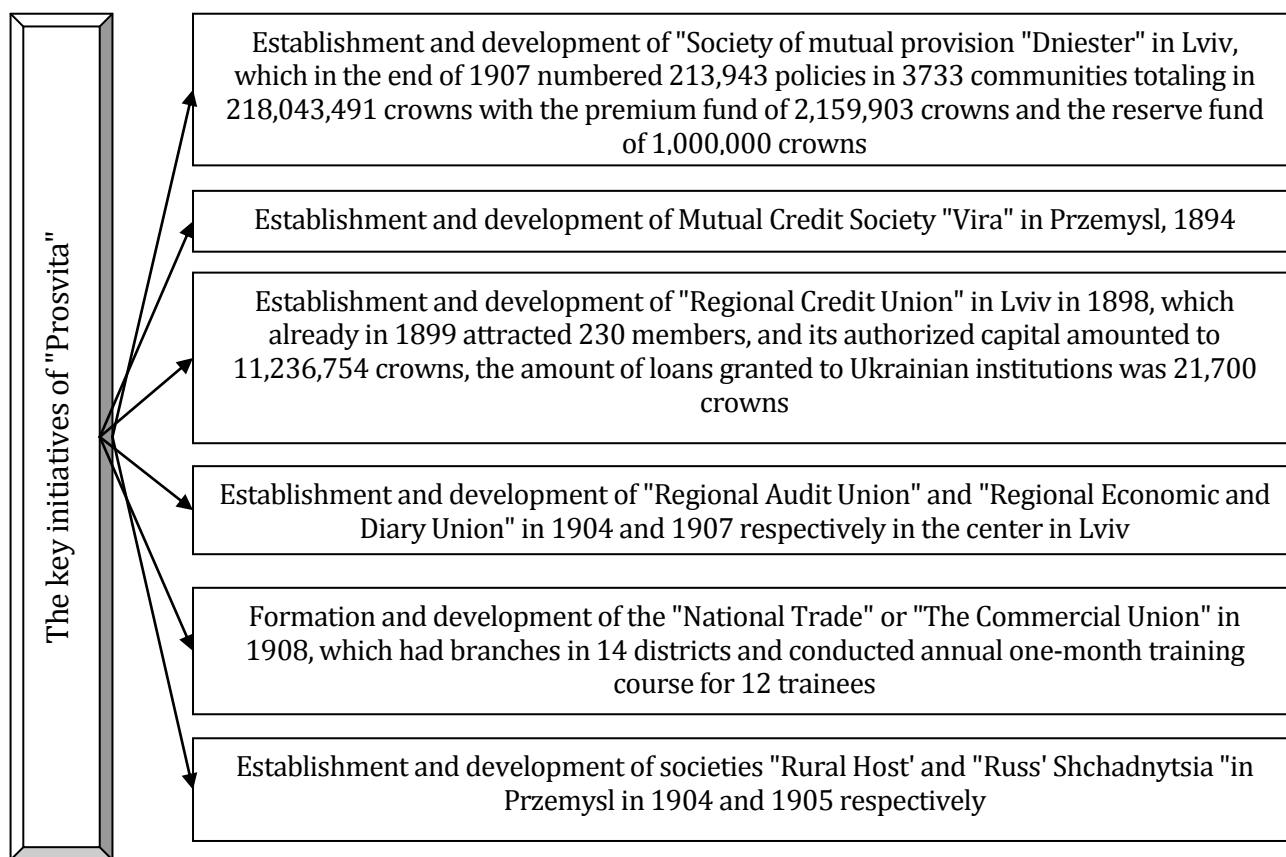 The key initiatives of "Prosvita"
Establishment and development of "Society of mutual provision "Dniester" in Lviv,
which in the end of 1907 numbered 213,943 policies in 3733 communities totaling in
218,043,491 crowns with the premium fund of 2,159,903 crowns and the reserve fund
of 1,000,000 crowns
Establishment and development of Mutual Credit Society "Vira" in Przemysl, 1894
Establishment and development of "Regional Credit Union" in Lviv in 1898, which
already in 1899 attracted 230 members, and its authorized capital amounted to
11,236,754 crowns, the amount of loans granted to Ukrainian institutions was 21,700
crowns
Establishment and development of "Regional Audit Union" and "Regional Economic and
Diary Union" in 1904 and 1907 respectively in the center in Lviv
Formation and development of the "National Trade" or "The Commercial Union" in
1908, which had branches in 14 districts and conducted annual one-month training
course for 12 trainees
Establishment and development of societies "Rural Host' and "Russ' Shchadnytsia "in
Przemysl in 1904 and 1905 respectively